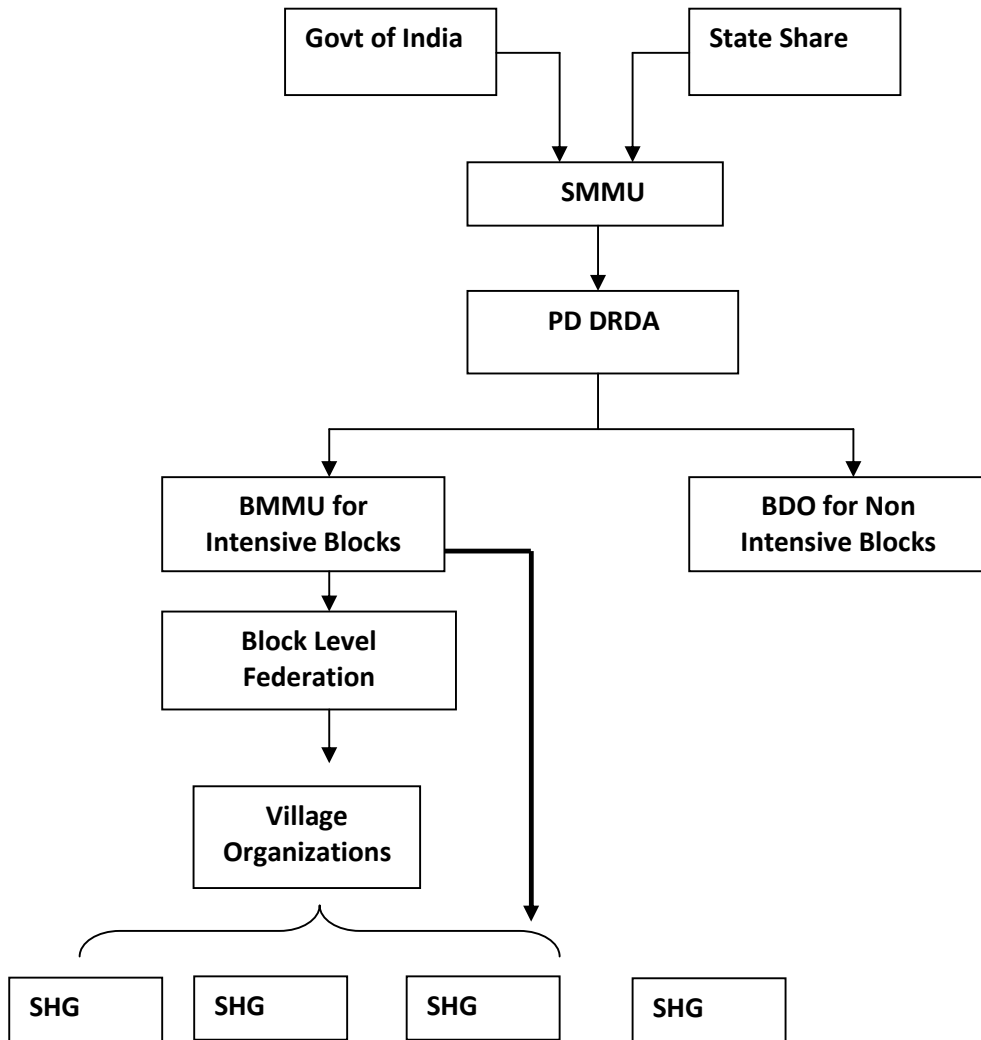 Govt of India
State Share
SMMU
PD DRDA
BMMU for
Intensive Blocks
BDO for Non
Intensive Blocks
Block Level
Federation
Village
Organizations
SHG
SHG
SHG
SHG